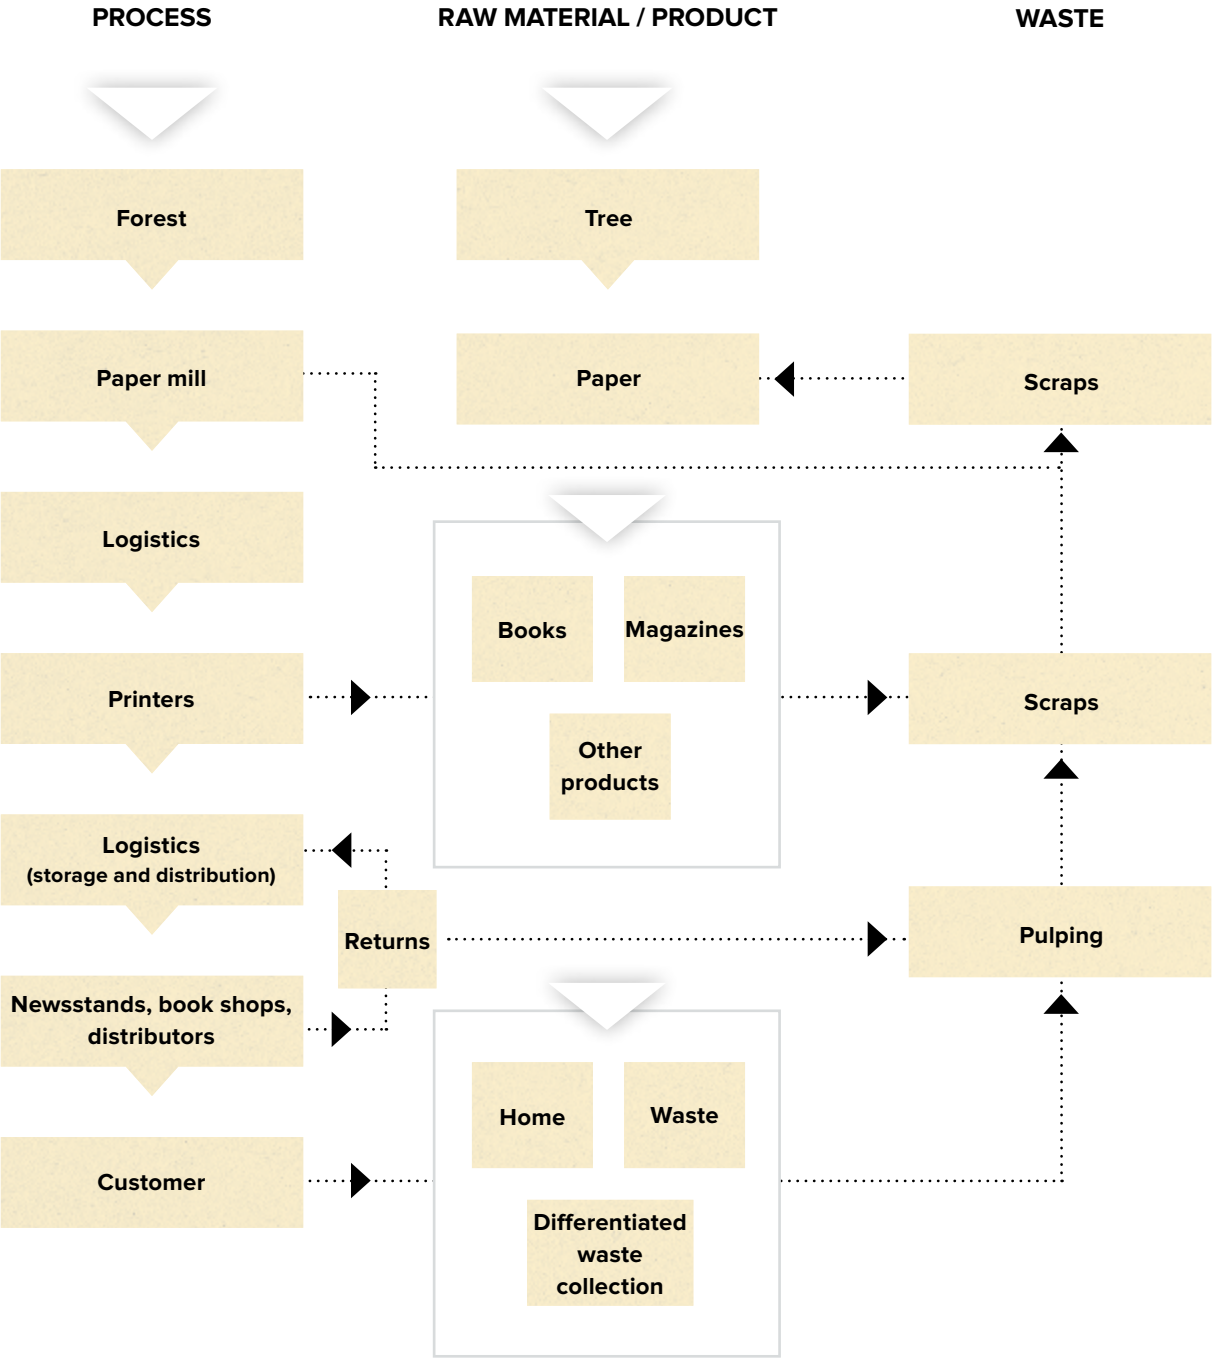 PROCESS
RAW MATERIAL / PRODUCT
WASTE
Forest
Tree
Paper mill
Paper
Scraps
Logistics
Books
Magazines
Printers
Scraps
Other
products
Logistics
(storage and distribution)
Returns
Pulping
Newsstands, book shops,
distributors
Home
Waste
Customer
Differentiated
waste
collection